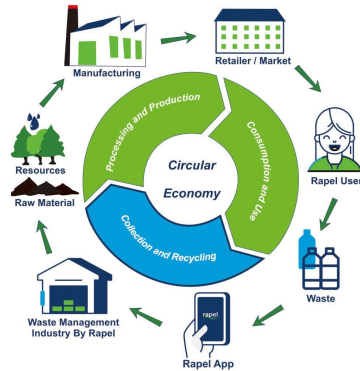 Manufacturing
Retailer / Market
Processing and Production
Consumption and Use
Circular
Economy
Resources
Raw Material
Rapel User
Collection and Recycling
Waste
rapel
Waste Management
Industry By Rapel
Rapel App